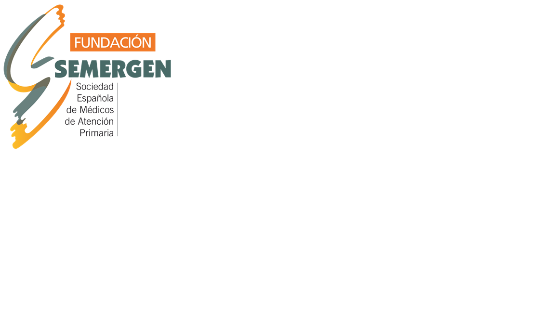 FUNDACIÓN
SEMERGEN
Sociedad
Española
de Médicos
de Atención
Primaria